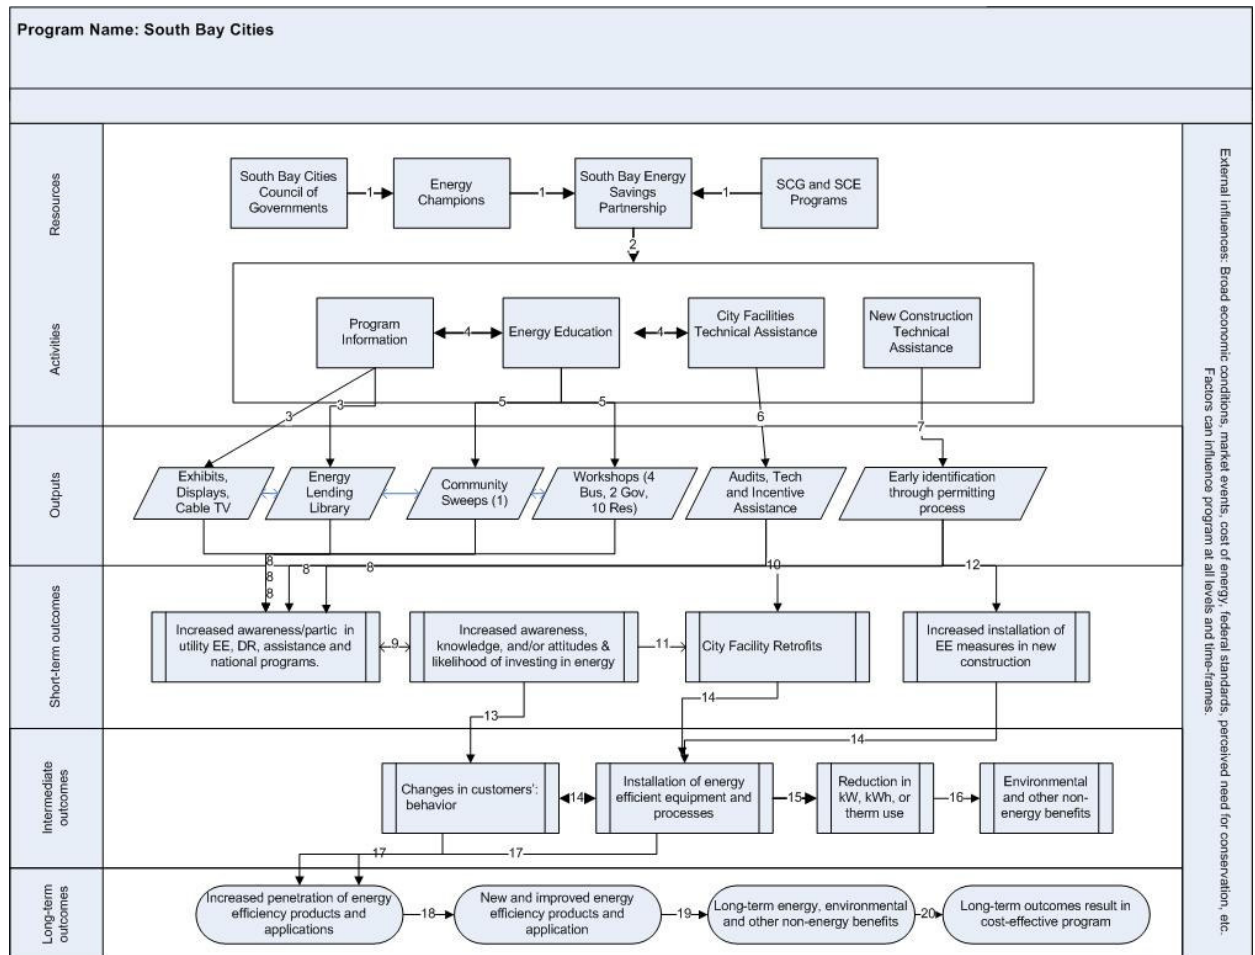 Program Name: South Bay Cities
Resources
South Bay Cities
Council of
Governments
1
Energy
Champions
1
South Bay Energy
Savings
Partnership
1
SCG and SCE
Programs
2
Activities
Program
Information
4
Energy Education
4
City Facilities
Technical Assistance
New Construction
Technical
Assistance
3
3
5
5
6
7
Outputs
Exhibits,
Displays,
Cable TV
Energy
Lending
Library
Community
Sweeps (1)
Workshops (4
Bus, 2 Gov,
10 Res)
Audits, Tech
and Incentive
Assistance
Early identification
through permitting
process
8
8
8
8
8
10
12
Short-term outcomes
Increased awareness/partic in
utility EE, DR, assistance and
national programs.
9
Increased awareness,
knowledge, and/or attitudes &
likelihood of investing in energy
11
City Facility Retrofits
Increased installation of
EE measures in new
construction
13
14
14
Intermediate
outcomes
Changes in customers':
behavior
14
Installation of energy
efficient equipment and
processes
15
Reduction in
kW, kWh, or
therm use
16
Environmental
and other non-
energy benefits
17
17
Long-term
outcomes
Increased penetration of energy
efficiency products and
applications
18
New and improved energy
efficiency products and
application
19
Long-term energy, environmental
and other non-energy benefits
20
Long-term outcomes result in
cost-effective program
External influences: Broad economic conditions, market events, cost of energy, federal standards, perceived need for conservation, etc.
Factors can influence program at all levels and time-frames.